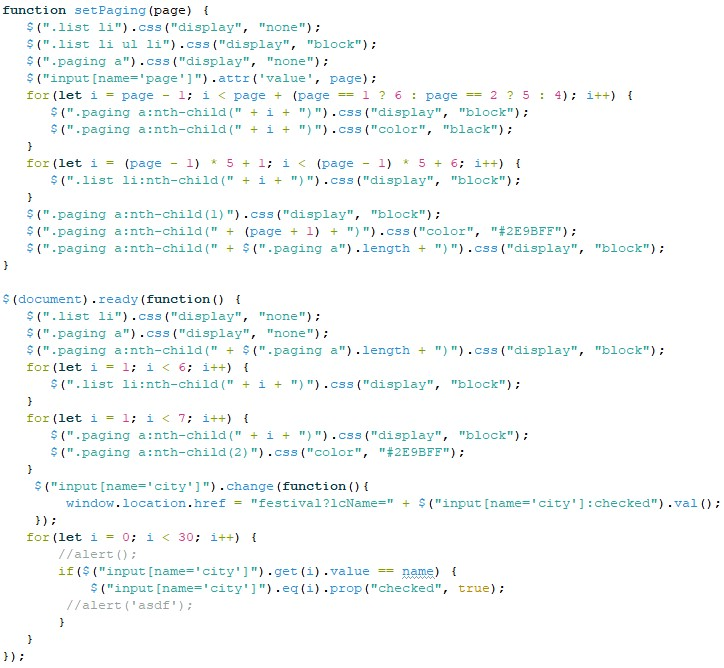 function setPaging(page) {
    $(".list li").css("display", "none");
    $(".list li ul li").css("display", "block");
    $(".paging a").css("display", "none");
    $("input[name='page']").attr('value', page);
    for(let i = page - 1; i < page + (page == 1 ? 6 : page == 2 ? 5 : 4); i++) {
        $(".paging a:nth-child(" + i + ")").css("display", "block");
        $(".paging a:nth-child(" + i + ")").css("color", "black");
    }
    for(let i = (page - 1) * 5 + 1; i < (page - 1) * 5 + 6; i++) {
        $(".list li:nth-child(" + i + ")").css("display", "block");
    }
    $(".paging a:nth-child(1)").css("display", "block");
    $(".paging a:nth-child(" + (page + 1) + ")").css("color", "#2E9BFF");
    $(".paging a:nth-child(" + $(".paging a").length + ")").css("display", "block");
}

$(document).ready(function() {
    $(".list li").css("display", "none");
    $(".paging a").css("display", "none");
    $(".paging a:nth-child(" + $(".paging a").length + ")").css("display", "block");
    for(let i = 1; i < 6; i++) {
        $(".list li:nth-child(" + i + ")").css("display", "block");
    }
    for(let i = 1; i < 7; i++) {
        $(".paging a:nth-child(" + i + ")").css("display", "block");
        $(".paging a:nth-child(2)").css("color", "#2E9BFF");
    }
     $("input[name='city']").change(function(){
         window.location.href = "festival?lcName=" + $("input[name='city']:checked").val();
     });
    for(let i = 0; i < 30; i++) {
        //alert();
        if($("input[name='city']").get(i).value == name) {
            $("input[name='city']").eq(i).prop("checked", true);
         //alert('asdf');
        }
    }
});